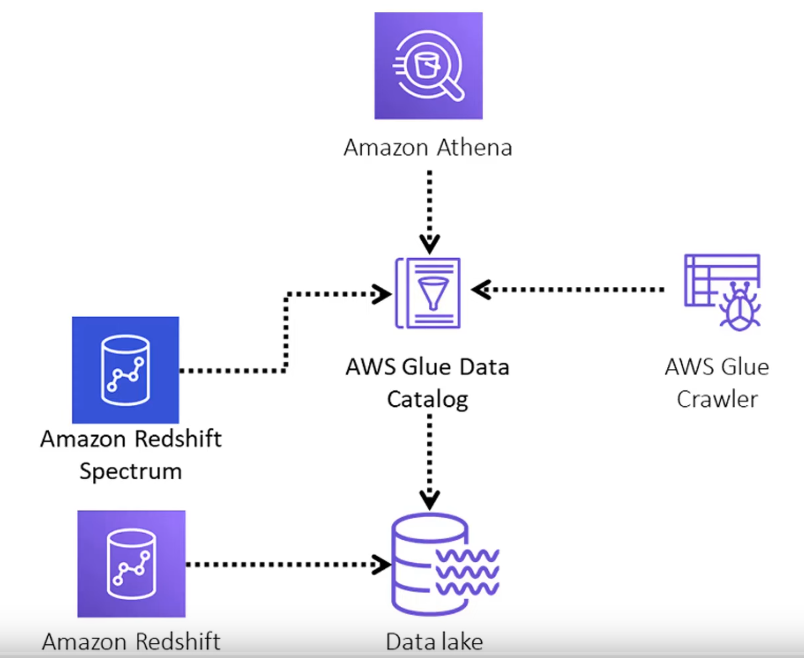 Amazon Athena
AWS Glue Data
Catalog
AWS Glue
Crawler
Amazon Redshift
Spectrum
Amazon Redshift
Data lake